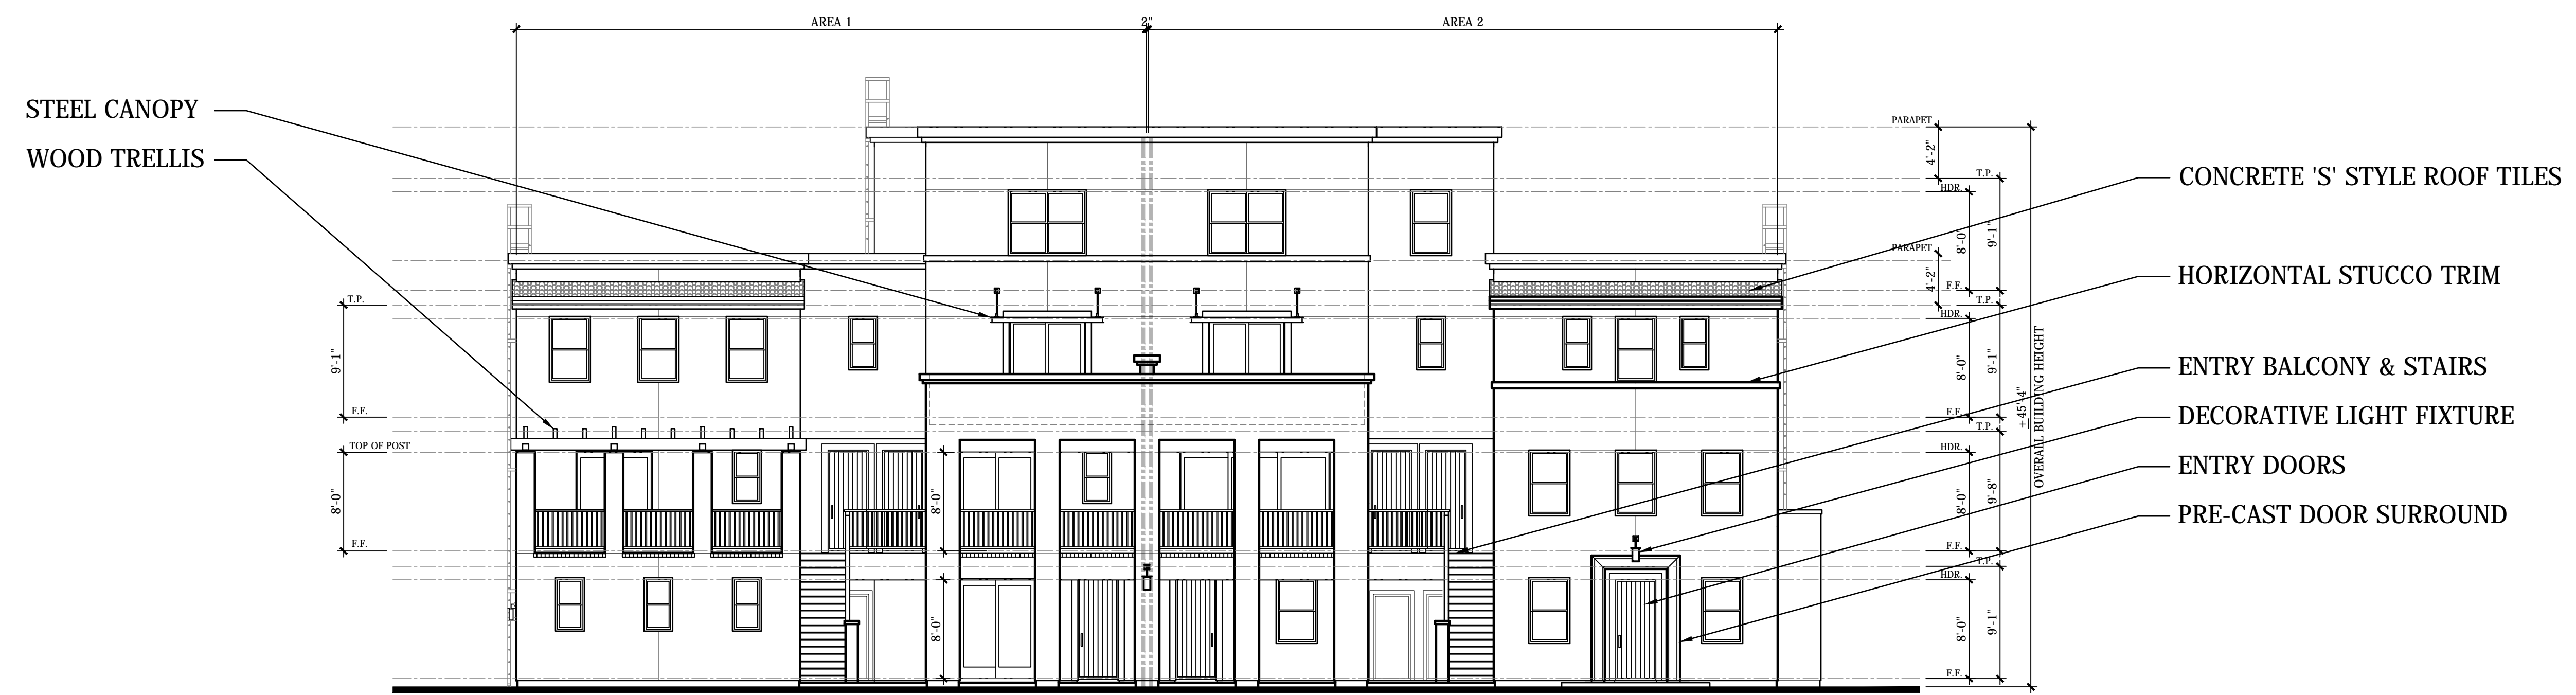 AREA 1
2"
AREA 2
STEEL CANOPY
WOOD TRELLIS
T.P.
9'-1"
F.F.
TOP OF POST
8'-0"
F.F.
8'-0"
8'-0"
PARAPET
4'-2"
T.P.
HDR.
8'-0"
9'-1"
PARAPET
4'-2"
F.F.
T.P.
HDR.
8'-0"
9'-1"
F.F.
T.P.
HDR.
8'-0"
9'-8"
F.F.
T.P.
HDR.
8'-0"
9'-1"
F.F.
+45'-4"
OVERALL BUILDING HEIGHT
CONCRETE 'S' STYLE ROOF TILES
HORIZONTAL STUCCO TRIM
ENTRY BALCONY & STAIRS
DECORATIVE LIGHT FIXTURE
ENTRY DOORS
PRE-CAST DOOR SURROUND